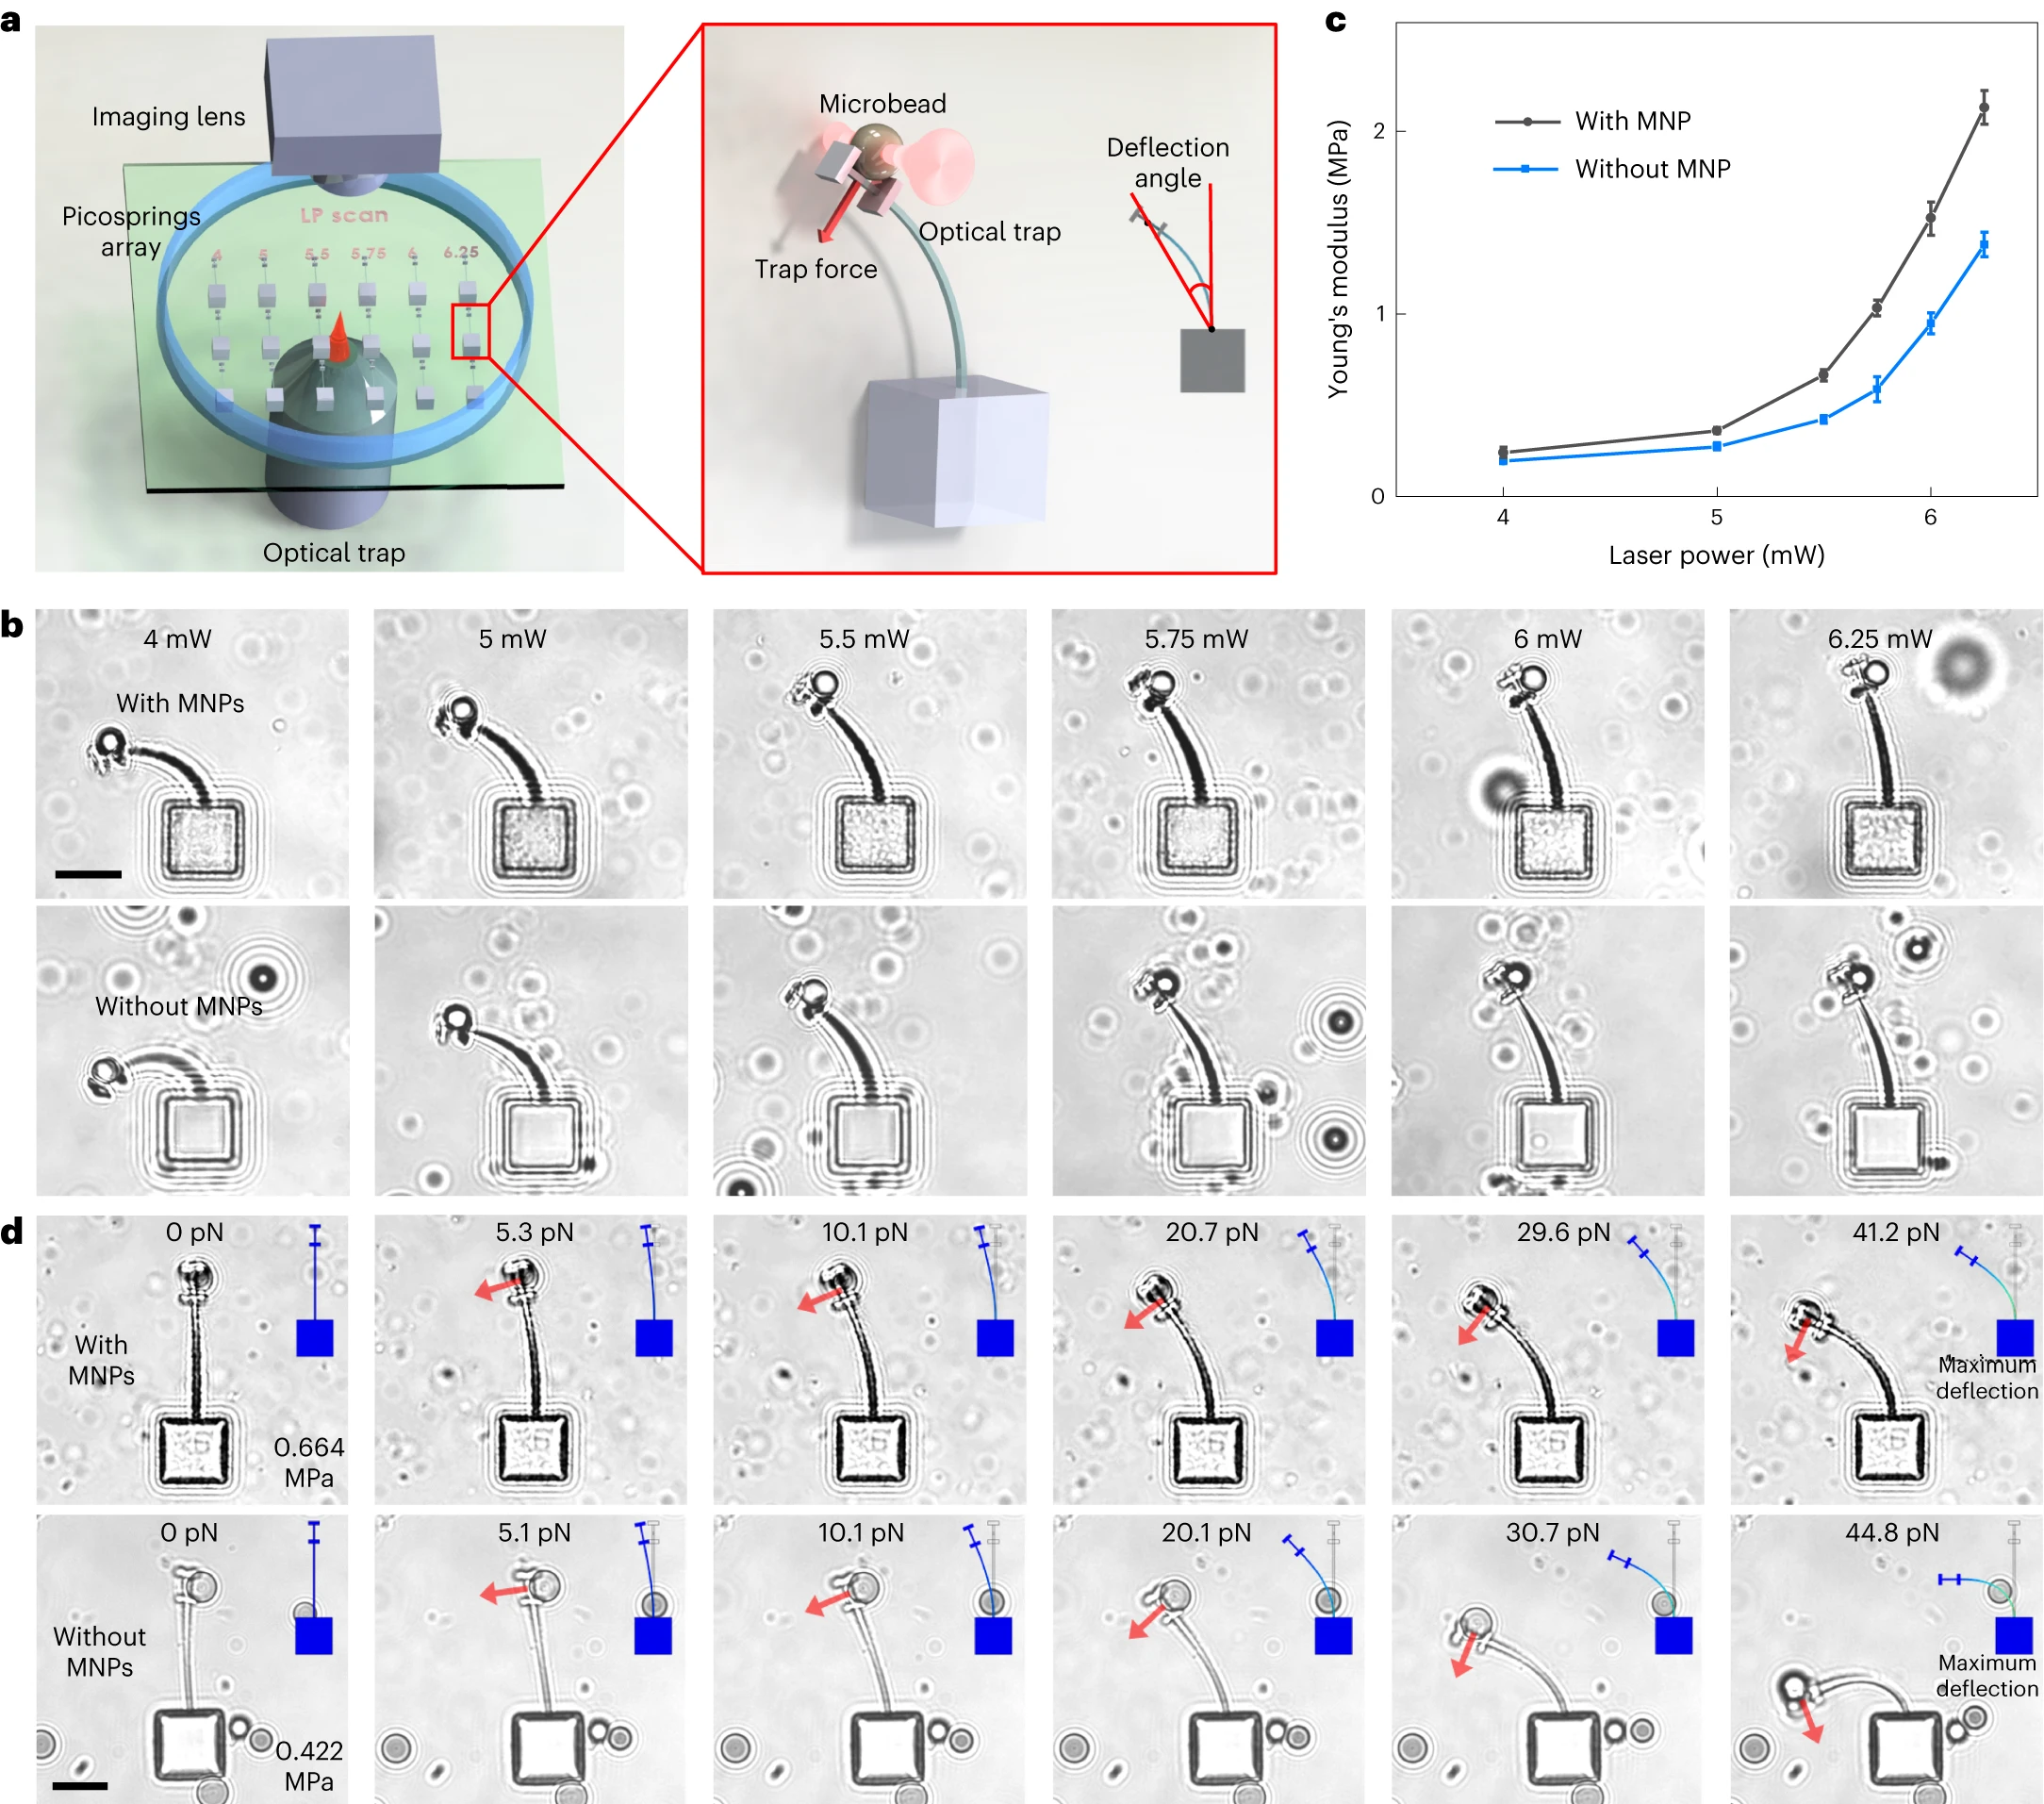 a
Imaging lens
Picosprings
array
LP scan
4 5 5.5 5.75 6 6.25
Optical trap
Microbead
Deflection
angle
Optical trap
Trap force
c
With MNP
Without MNP
Young's modulus (MPa)
2
1
0
4 5 6
Laser power (mW)
b
4 mW 5 mW 5.5 mW 5.75 mW 6 mW 6.25 mW
With MNPs
Without MNPs
d
0 pN 5.3 pN 10.1 pN 20.7 pN 29.6 pN 41.2 pN
With
MNPs
0.664
MPa
Maximum
deflection
0 pN 5.1 pN 10.1 pN 20.1 pN 30.7 pN 44.8 pN
Without
MNPs
0.422
MPa
Maximum
deflection